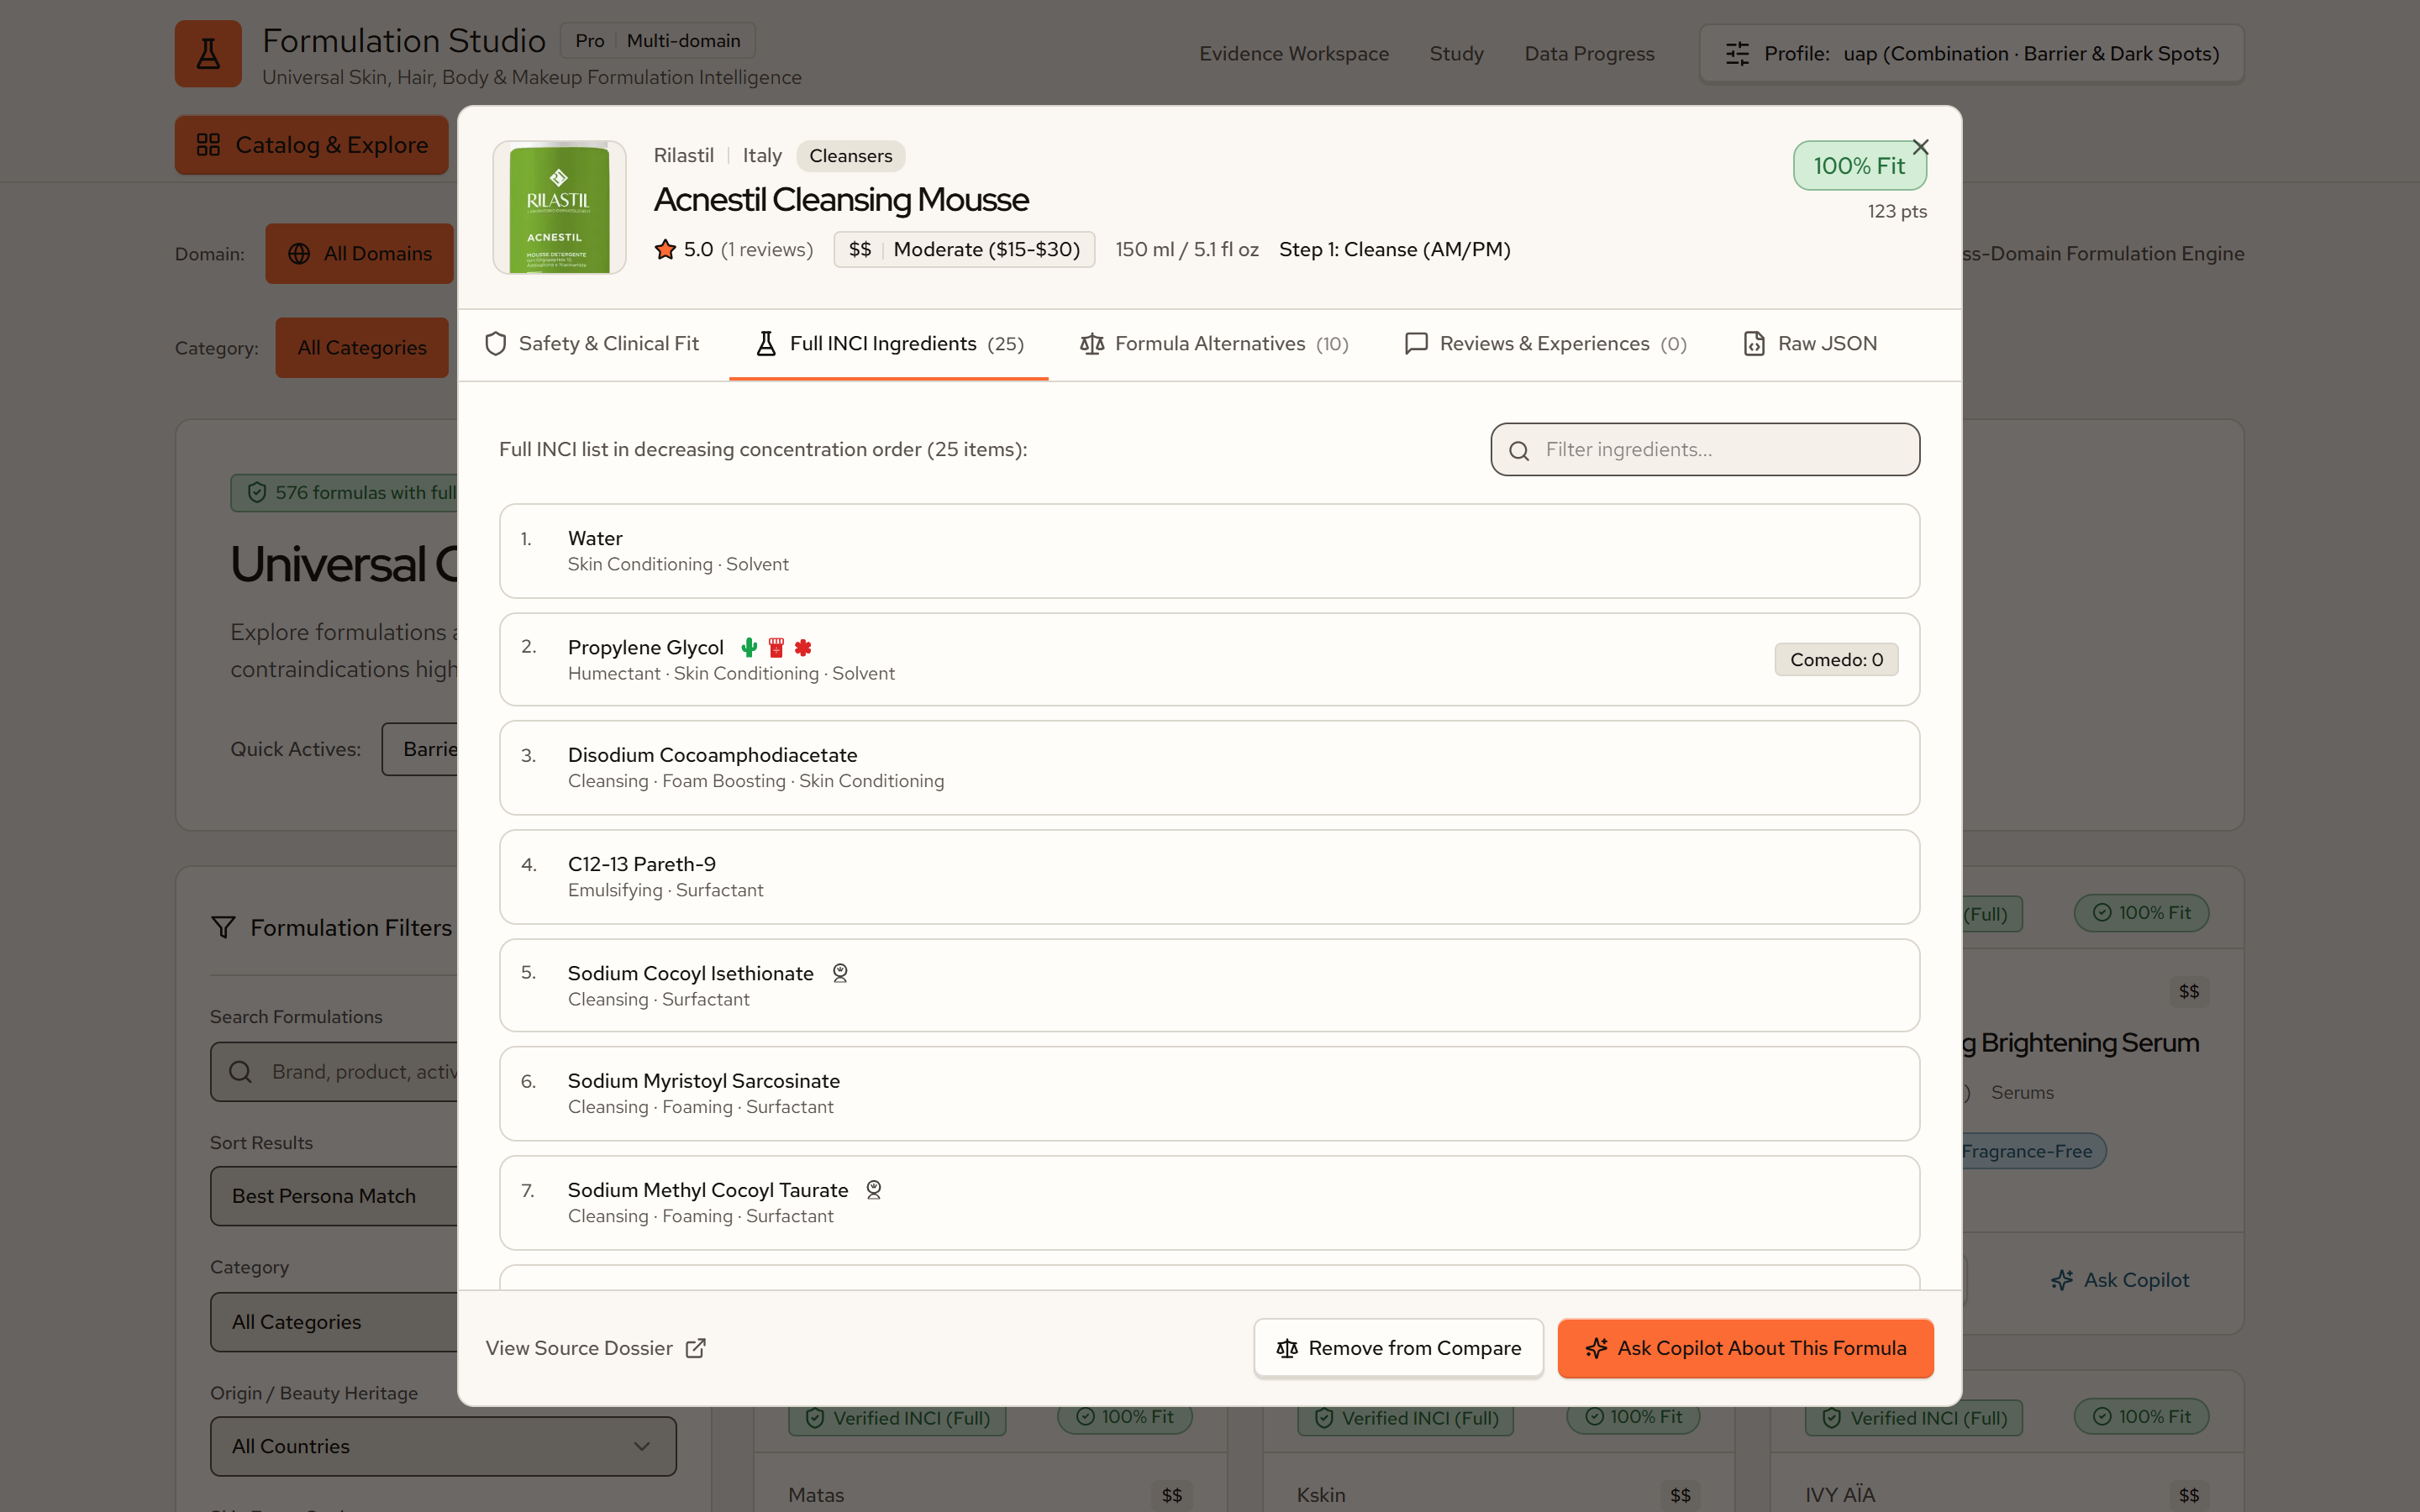 Formulation Studio Pro Multi-domain
Universal Skin, Hair, Body & Makeup Formulation Intelligence
Evidence Workspace Study Data Progress Profile: uap (Combination · Barrier & Dark Spots)
Catalog & Explore
Domain: All Domains
ss-Domain Formulation Engine
Category: All Categories
576 formulas with full
Universal
Explore formulations
contraindications high
Quick Actives: Barrie
Formulation Filters
Search Formulations
Brand, product, activ
Sort Results
Best Persona Match
Category
All Categories
Origin / Beauty Heritage
All Countries
RILASTIL
ACNESTIL
MOUSSE DETERGENTE
Rilastil Italy Cleansers
Acnestil Cleansing Mousse
5.0 (1 reviews) $$ Moderate ($15-$30) 150 ml / 5.1 fl oz Step 1: Cleanse (AM/PM)
100% Fit
123 pts
Safety & Clinical Fit Full INCI Ingredients (25) Formula Alternatives (10) Reviews & Experiences (0) Raw JSON
Full INCI list in decreasing concentration order (25 items):
Filter ingredients...
1. Water
Skin Conditioning · Solvent
2. Propylene Glycol
Humectant · Skin Conditioning · Solvent
Comedo: 0
3. Disodium Cocoamphodiacetate
Cleansing · Foam Boosting · Skin Conditioning
4. C12-13 Pareth-9
Emulsifying · Surfactant
5. Sodium Cocoyl Isethionate
Cleansing · Surfactant
6. Sodium Myristoyl Sarcosinate
Cleansing · Foaming · Surfactant
7. Sodium Methyl Cocoyl Taurate
Cleansing · Foaming · Surfactant
View Source Dossier Remove from Compare Ask Copilot About This Formula
(Full) 100% Fit
$$
g Brightening Serum
) Serums
Fragrance-Free
Ask Copilot
Verified INCI (Full) 100% Fit Verified INCI (Full) 100% Fit Verified INCI (Full) 100% Fit
Matas $$ Kskin $$ IVY AÏA $$